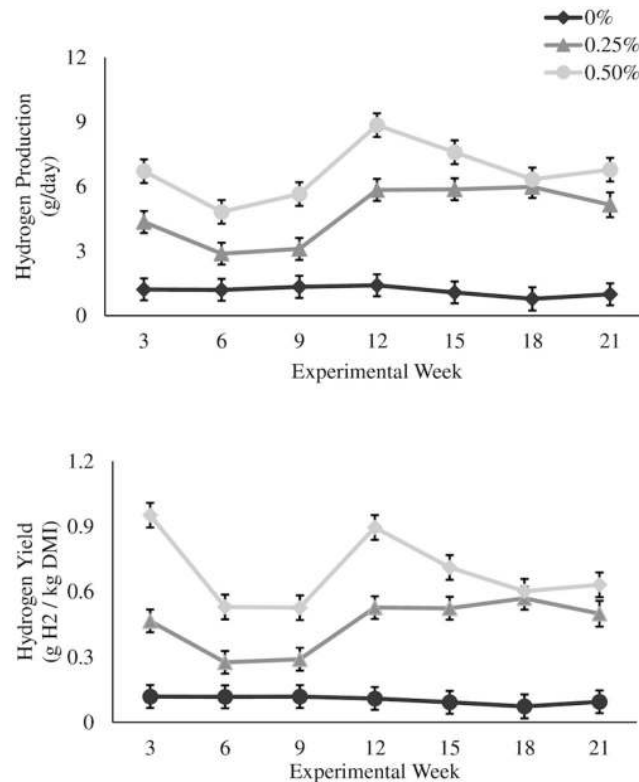 0%
0.25%
0.50%
Hydrogen Production
(g/day)
12
9
6
3
0
3 6 9 12 15 18 21
Experimental Week
Hydrogen Yield
(g H2 / kg DMI)
1.2
0.9
0.6
0.3
0
3 6 9 12 15 18 21
Experimental Week